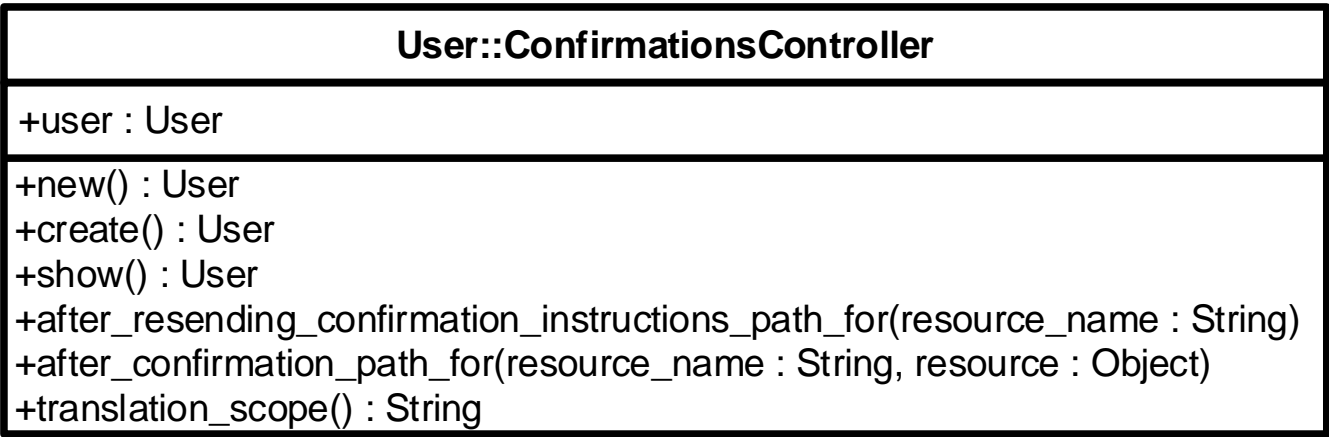 User::ConfirmationsController
+user : User
+new() : User
+create() : User
+show() : User
+after_resending_confirmation_instructions_path_for(resource_name : String)
+after_confirmation_path_for(resource_name : String, resource : Object)
+translation_scope() : String